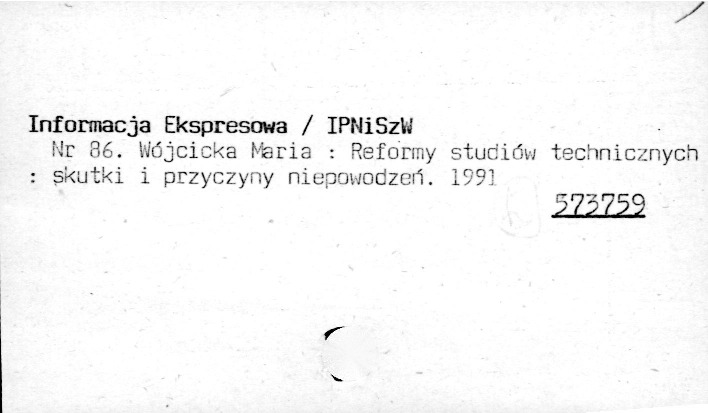 Informacja Ekspresowa / IPNiSzW
Nr 86. Wójcicka Maria : Reformy studiów technicznych
: skutki i przyczyny niepowodzeń. 1991
573759